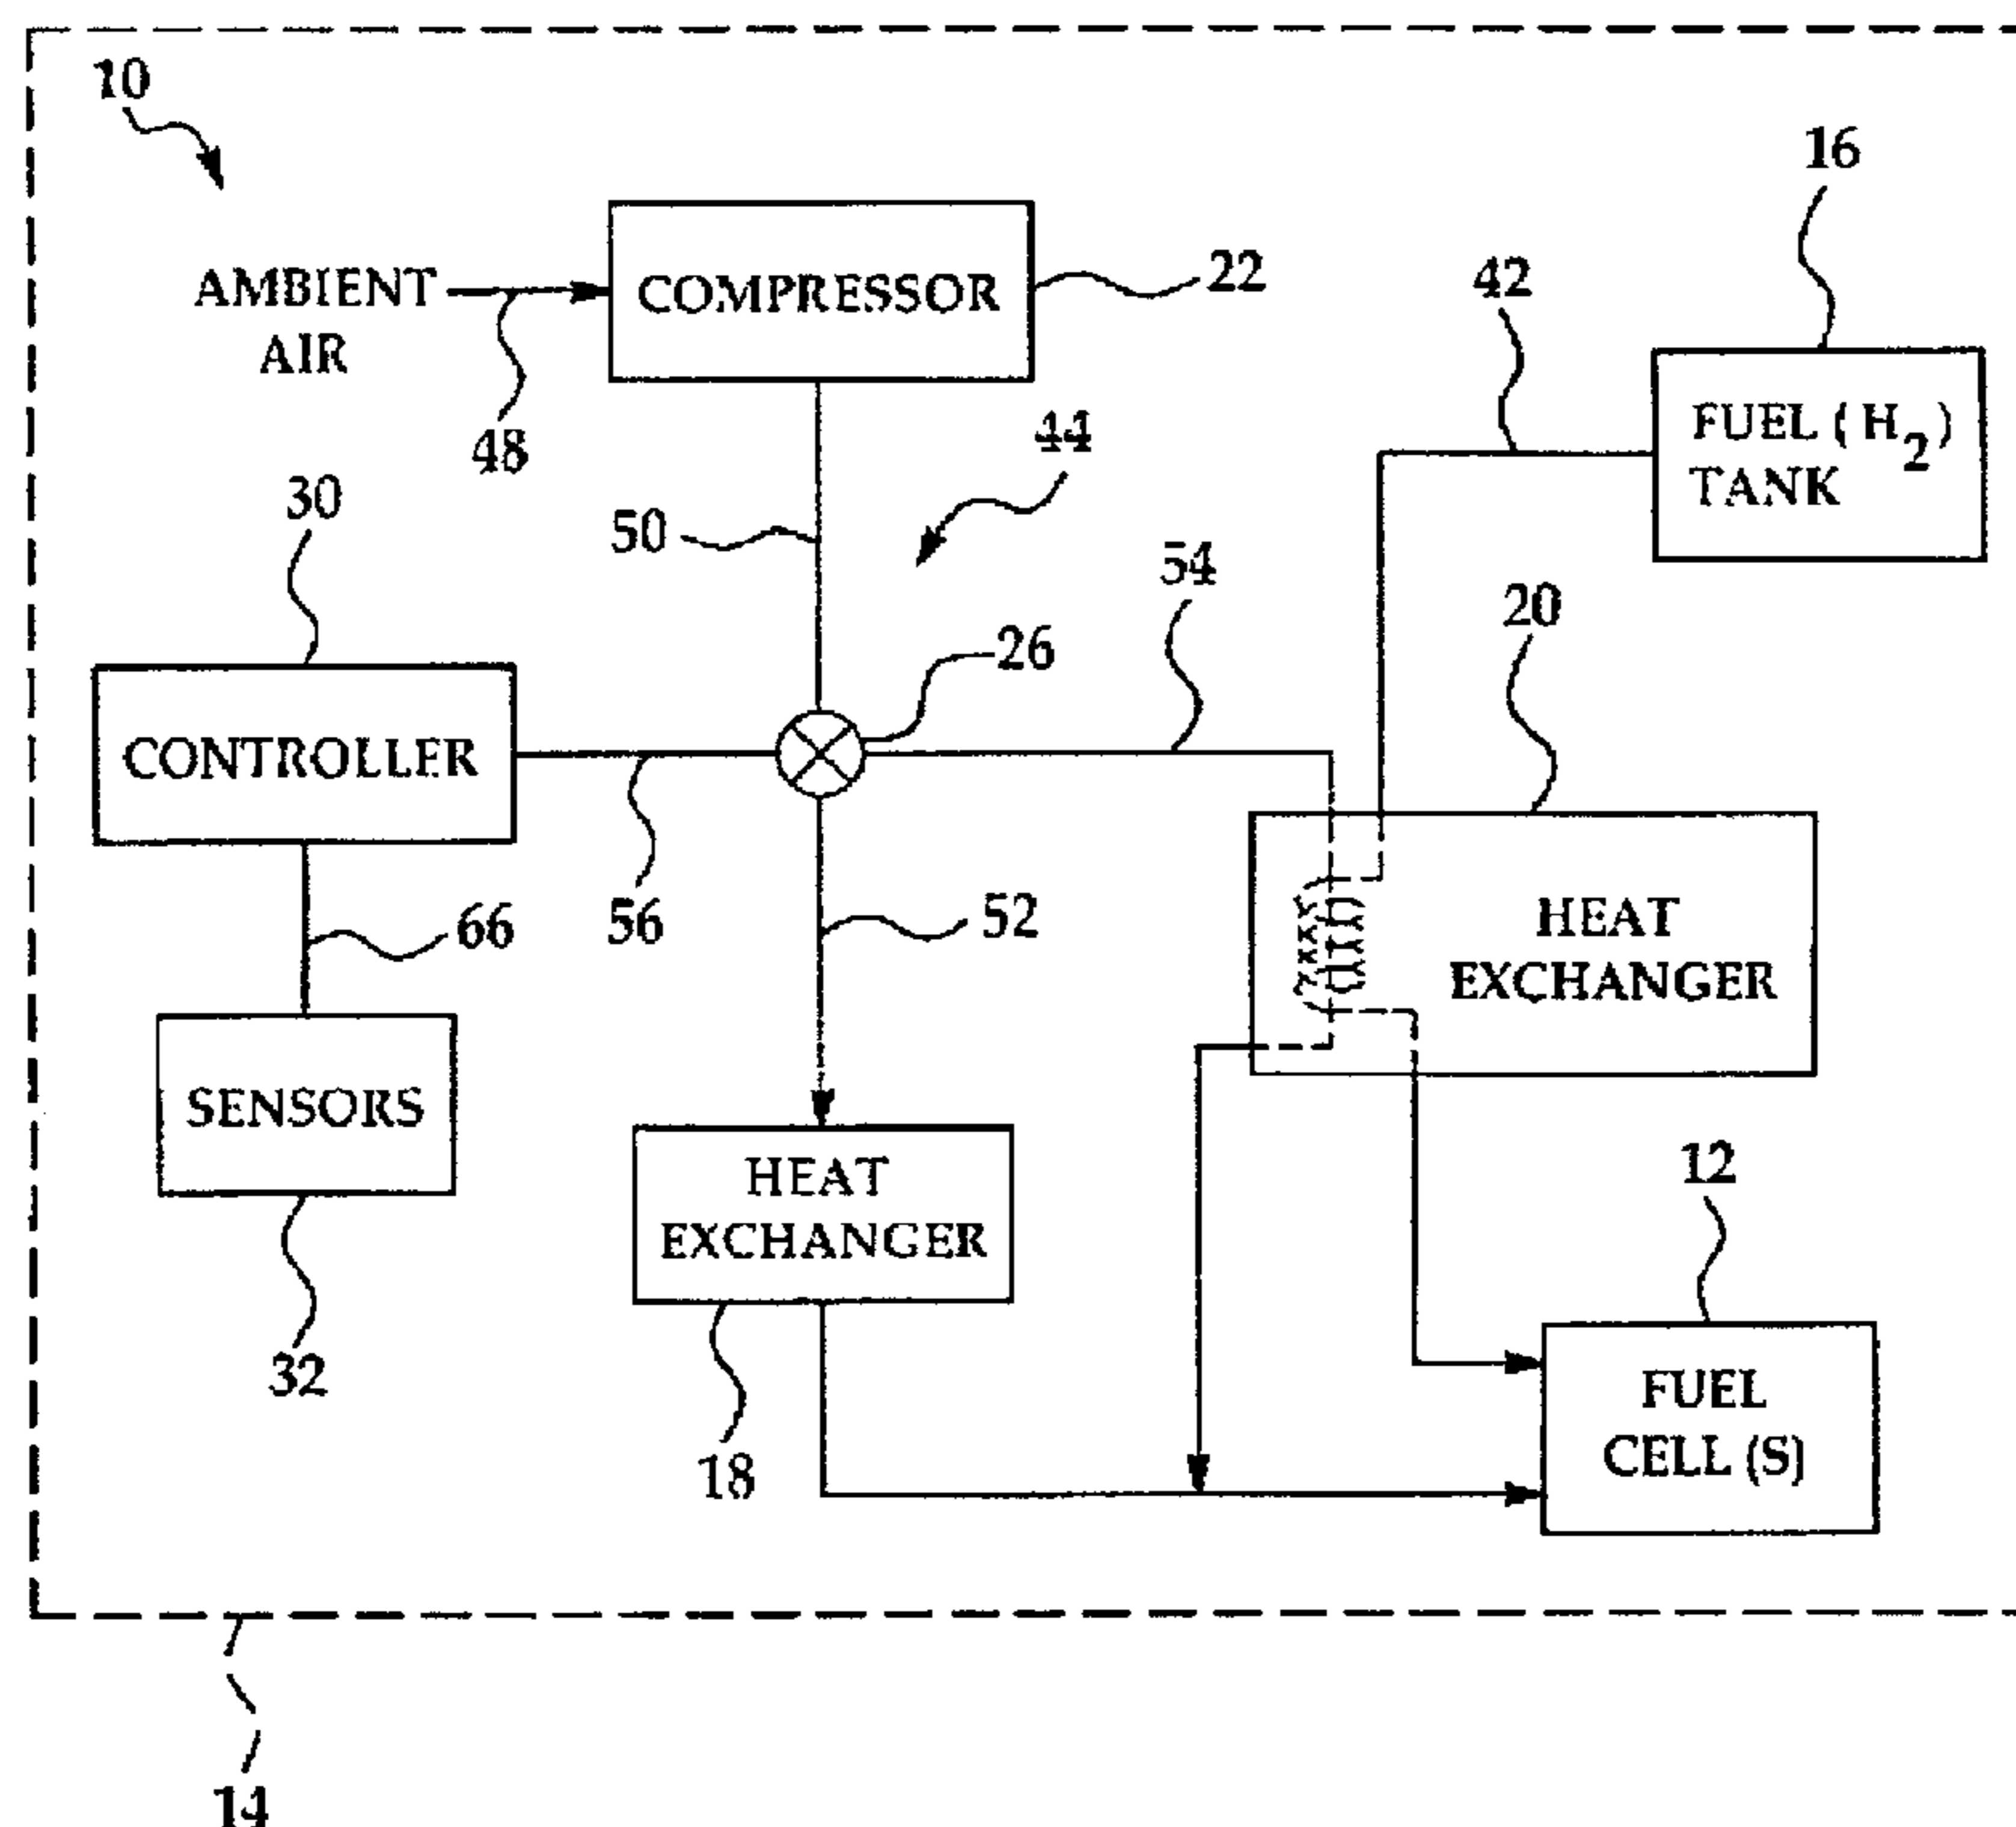 10
16
22
42
AMBIENT
AIR
COMPRESSOR
48
44
FUEL (H2)
TANK
30
50
54
20
26
CONTROLLER
56
52
66
HEAT
EXCHANGER
SENSORS
12
HEAT
EXCHANGER
32
18
FUEL
CELL (S)
14